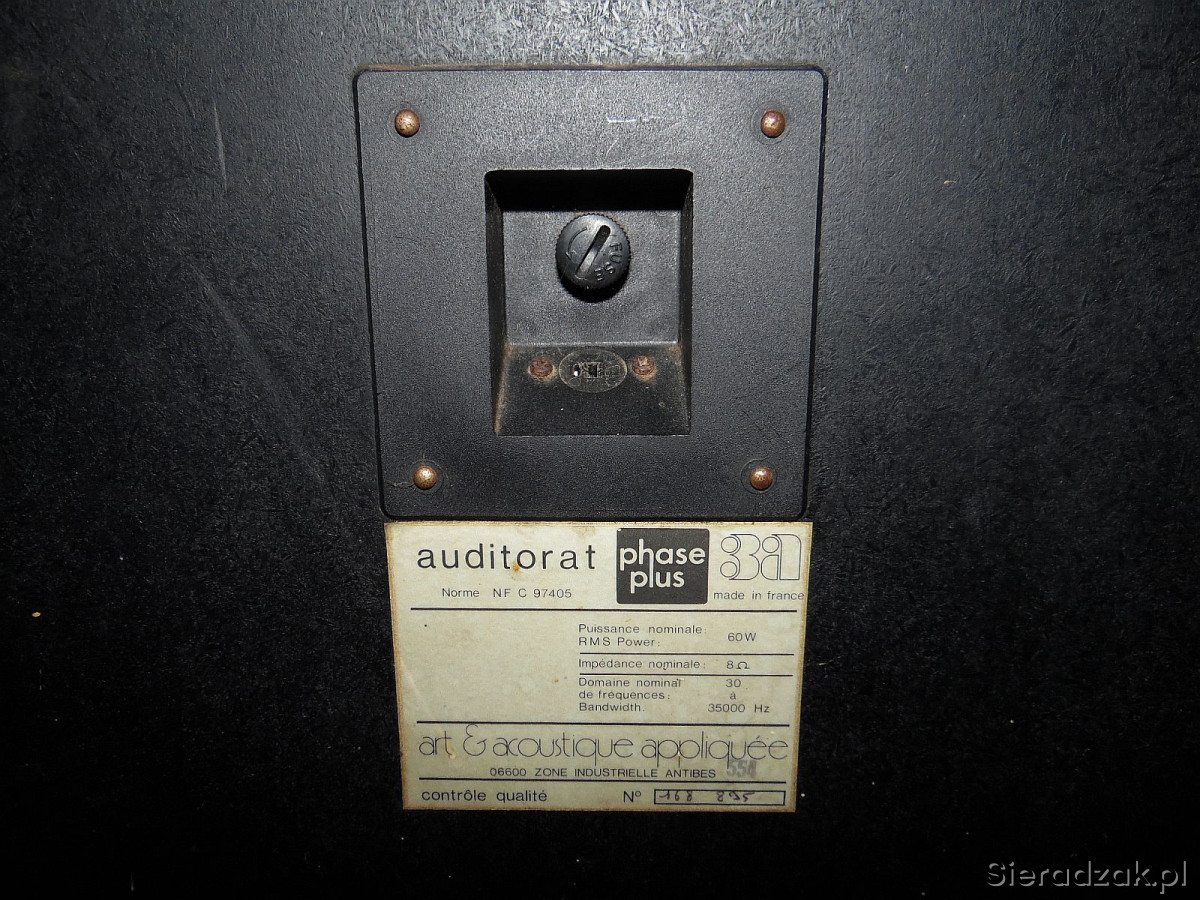 FUSE
auditorat phase plus 3a
Norme NF C 97405 made in france
Puissance nominale:
RMS Power: 60W
Impédance nominale: 8Ω
Domaine nominal 30
de fréquences: à
Bandwidth. 35000 Hz
art & acoustique appliquée
06600 ZONE INDUSTRIELLE ANTIBES 554
contrôle qualité Nº 168 895
Sieradzak.pl